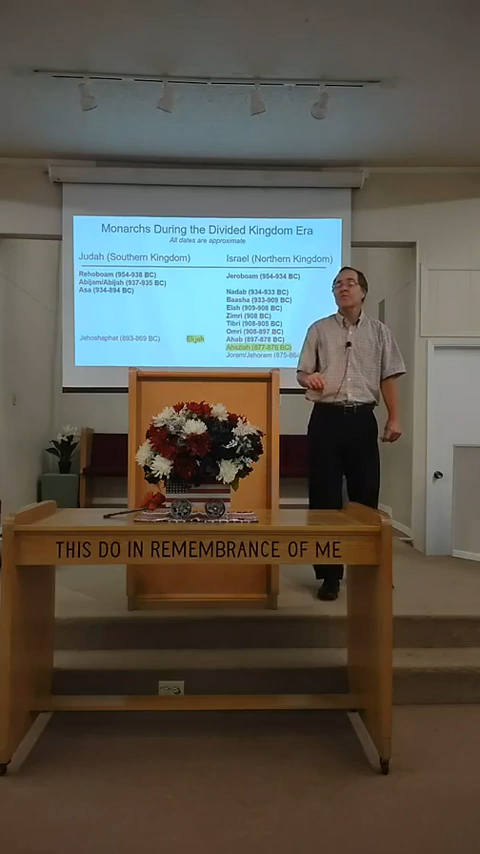 Monarchs During the Divided Kingdom Era
All dates are approximate
Judah (Southern Kingdom)
Rehoboam (954-938 BC)
Abijam/Abijah (937-935 BC)
Asa (934-894 BC)
Jehoshaphat (893-869 BC)
Elijah
Israel (Northern Kingdom)
Jeroboam (954-934 BC)
Nadab (934-933 BC)
Baasha (933-909 BC)
Elah (909-908 BC)
Zimri (908 BC)
Tibri (908-905 BC)
Omri (908-897 BC)
Ahab (897-878 BC)
Ahaziah (877-876 BC)
Joram/Jehoram (875-864
THIS DO IN REMEMBRANCE OF ME